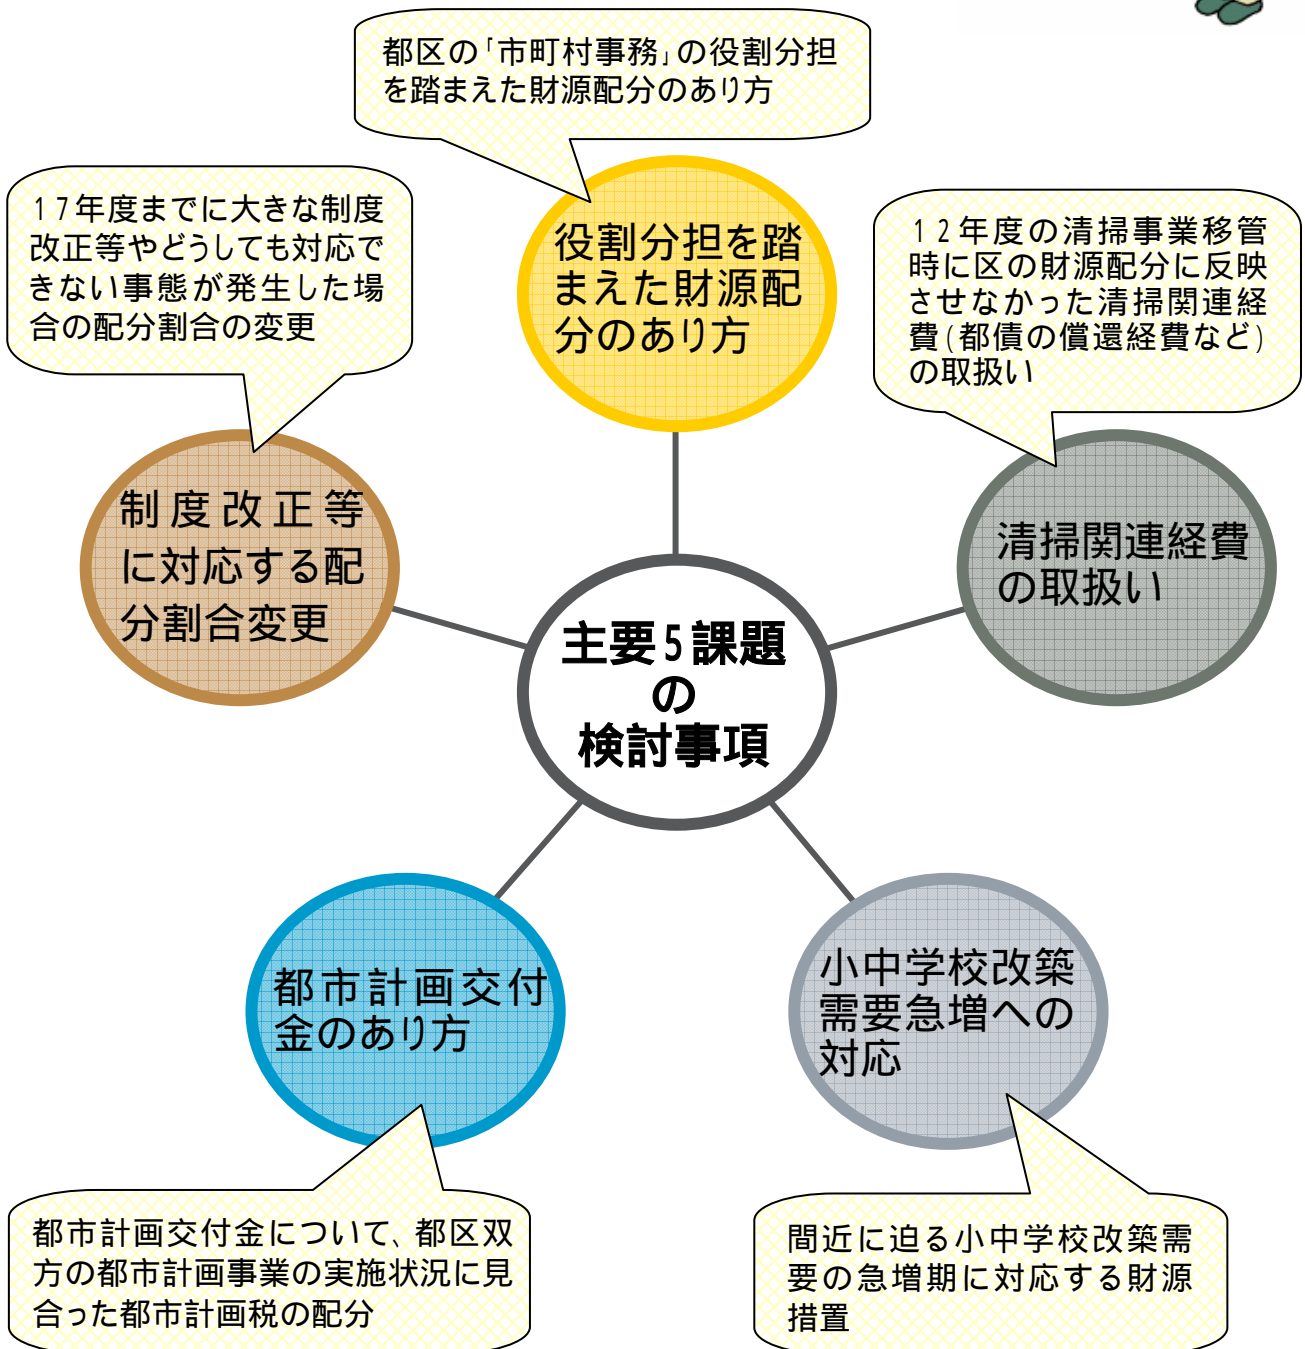 都区の「市町村事務」の役割分担
を踏まえた財源配分のあり方
役割分担を踏
まえた財源配
分のあり方
17年度までに大きな制度
改正等やどうしても対応で
きない事態が発生した場
合の配分割合の変更
制度改正等
に対応する配
分割合変更
12年度の清掃事業移管
時に区の財源配分に反映
させなかった清掃関連経
費(都債の償還経費など)
の取扱い
清掃関連経費
の取扱い
主要5課題
の
検討事項
都市計画交付
金のあり方
都市計画交付金について、都区双
方の都市計画事業の実施状況に見
合った都市計画税の配分
小中学校改築
需要急増への
対応
間近に迫る小中学校改築需
要の急増期に対応する財源
措置